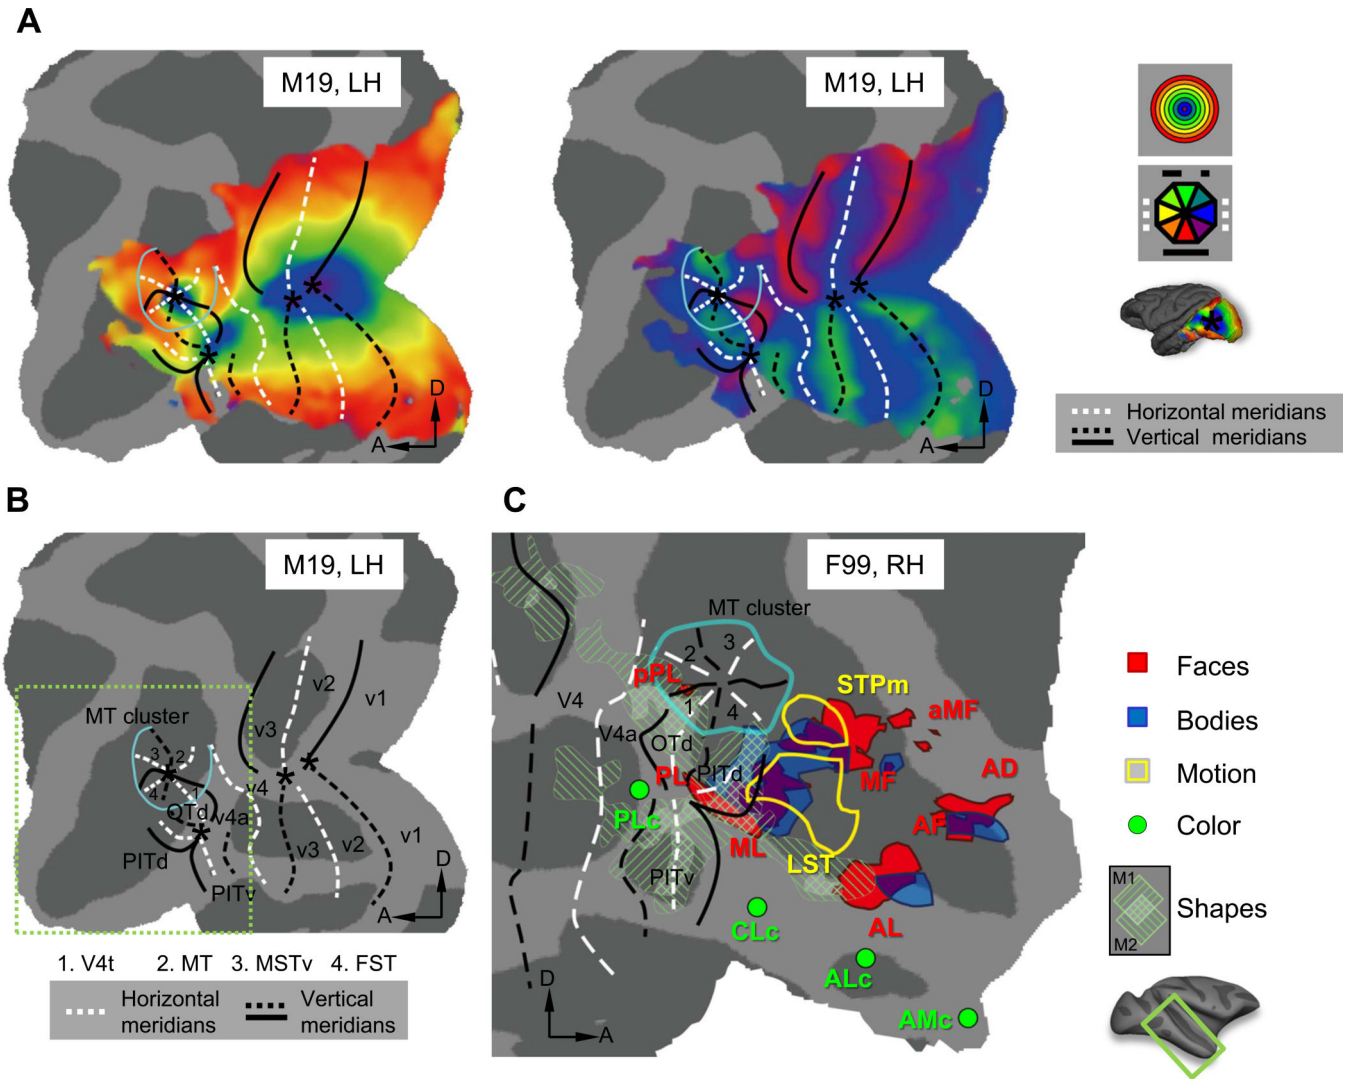 A
M19, LH
M19, LH
D
A
D
A
Horizontal meridians
Vertical meridians
B
M19, LH
v2
v1
v3
MT cluster
3
2
4
1
OTd
v4
v4a
PITd
PITv
v3
v2
v1
D
A
1. V4t 2. MT 3. MSTv 4. FST
Horizontal
meridians
Vertical
meridians
C
F99, RH
MT cluster
3
2
pPL
1
4
STPm
aMF
V4
V4a
OTd
PL
PITd
MF
AD
PLc
ML
LST
AF
PITv
CLc
AL
ALc
AMc
D
A
Faces
Bodies
Motion
Color
M1
Shapes
M2